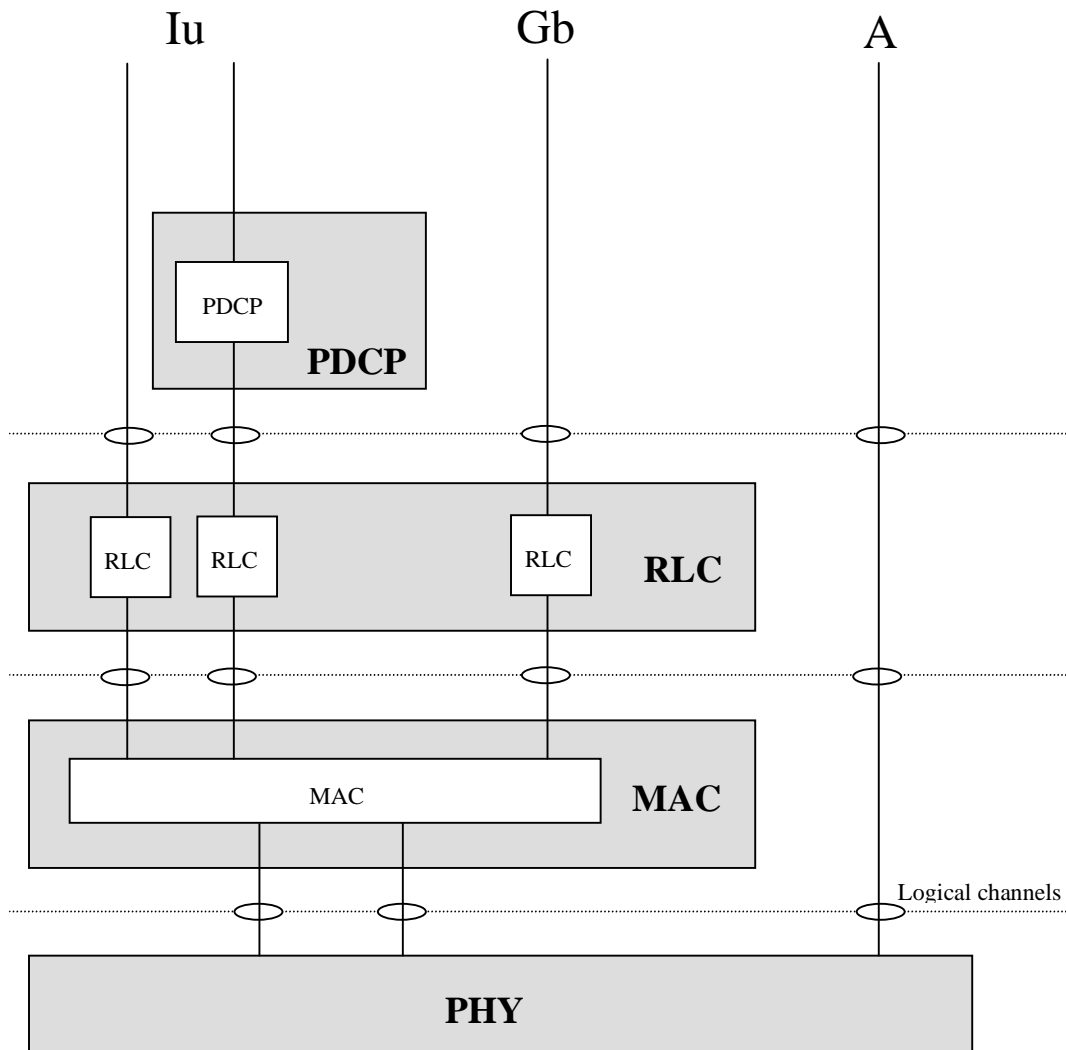 Iu Gb A
PDCP
PDCP
RLC RLC RLC
RLC
MAC
MAC
Logical channels
PHY